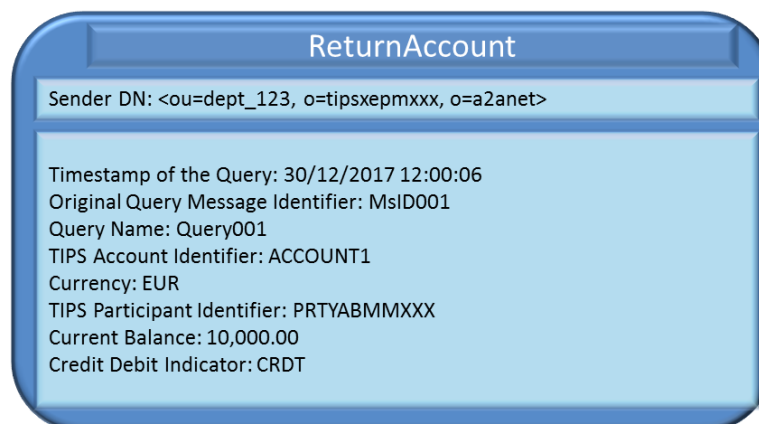 ReturnAccount
Sender DN: <ou=dept_123, o=tipsxepmxxx, o=a2anet>
Timestamp of the Query: 30/12/2017 12:00:06
Original Query Message Identifier: MsID001
Query Name: Query001
TIPS Account Identifier: ACCOUNT1
Currency: EUR
TIPS Participant Identifier: PRTYABMMXXX
Current Balance: 10,000.00
Credit Debit Indicator: CRDT